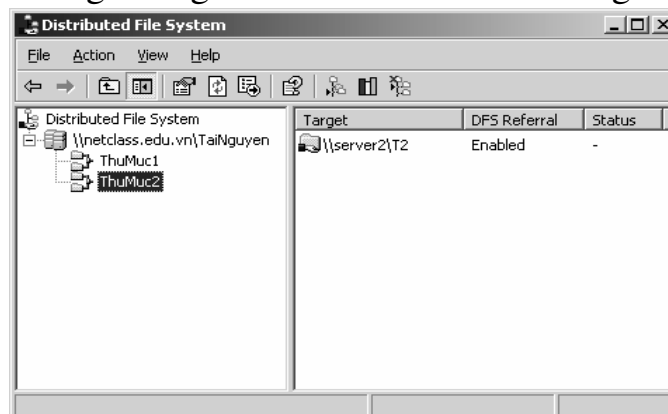 Distributed File System
File Action View Help
Distributed File System
\\netclass.edu.vn\TaiNguyen
ThuMuc1
ThuMuc2
Target DFS Referral Status
\\server2\T2 Enabled -